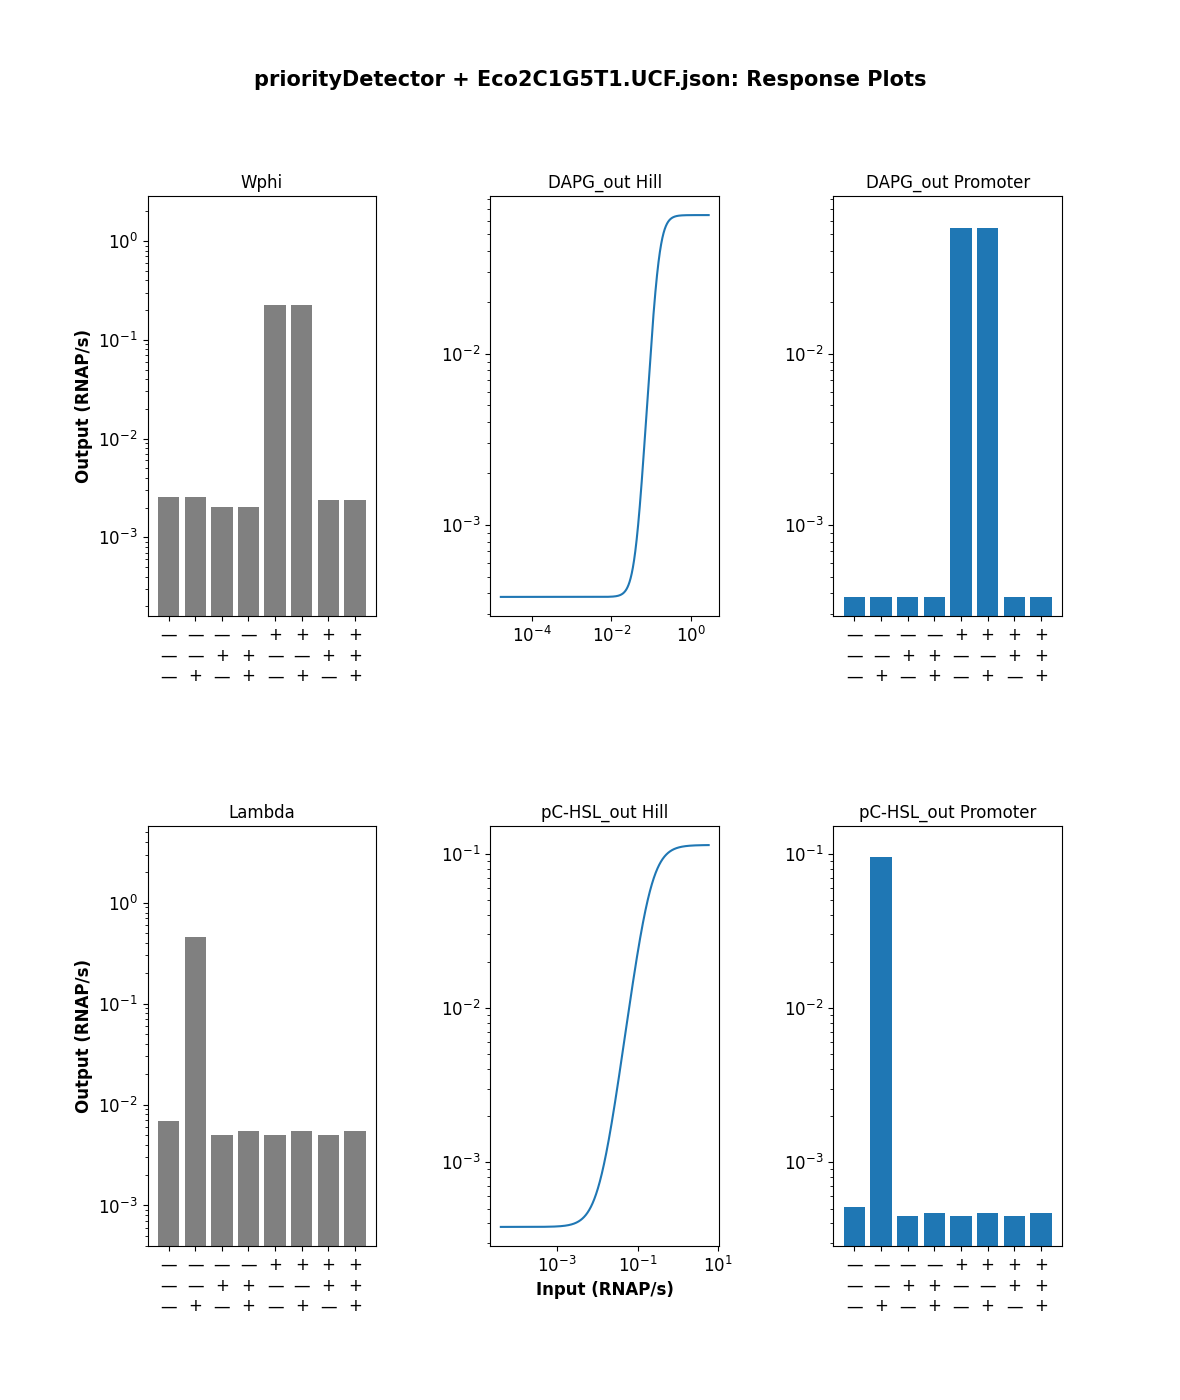 priorityDetector + Eco2C1G5T1.UCF.json: Response Plots
Wphi
DAPG_out Hill
DAPG_out Promoter
Output (RNAP/s)
10⁰
10⁻¹
10⁻²
10⁻³
10⁻²
10⁻³
10⁻²
10⁻³
— — — — + + + +
— — + + — — + +
— + — + — + — +
10⁻⁴ 10⁻² 10⁰
— — — — + + + +
— — + + — — + +
— + — + — + — +
Lambda
pC-HSL_out Hill
pC-HSL_out Promoter
Output (RNAP/s)
10⁰
10⁻¹
10⁻²
10⁻³
10⁻¹
10⁻²
10⁻³
10⁻¹
10⁻²
10⁻³
— — — — + + + +
— — + + — — + +
— + — + — + — +
10⁻³ 10⁻¹ 10¹
Input (RNAP/s)
— — — — + + + +
— — + + — — + +
— + — + — + — +